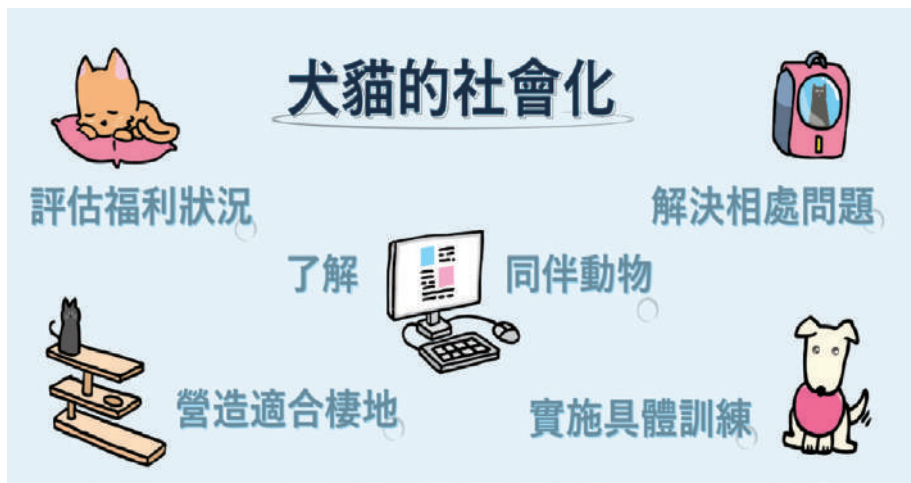 犬貓的社會化
評估福利狀況
解決相處問題
了解 同伴動物
營造適合棲地
實施具體訓練